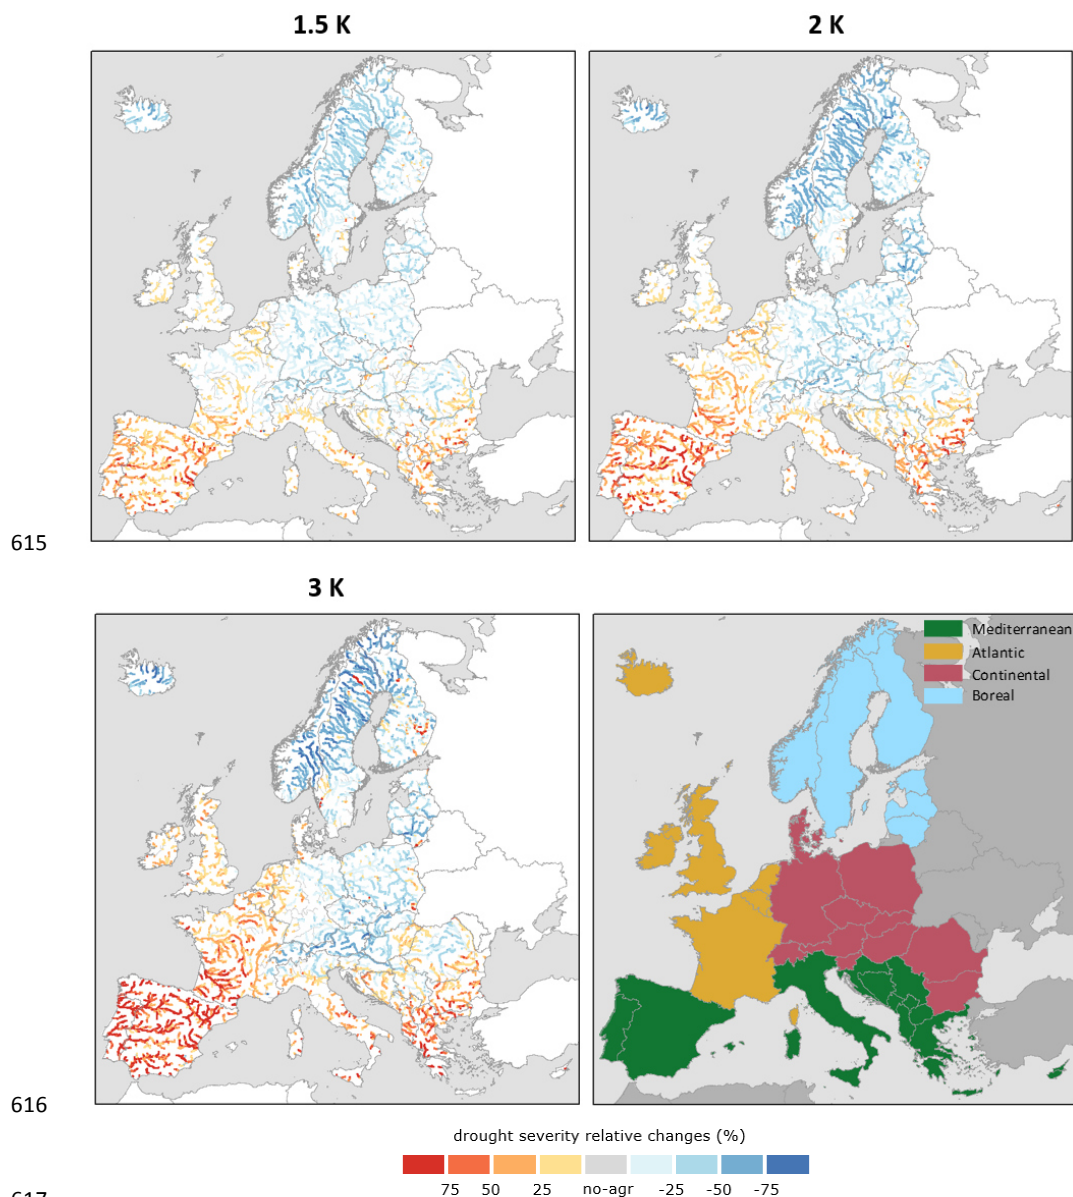 1.5 K
2 K
615
3 K
Mediterranean
Atlantic
Continental
Boreal
616
drought severity relative changes (%)
75 50 25 no-agr -25 -50 -75
617